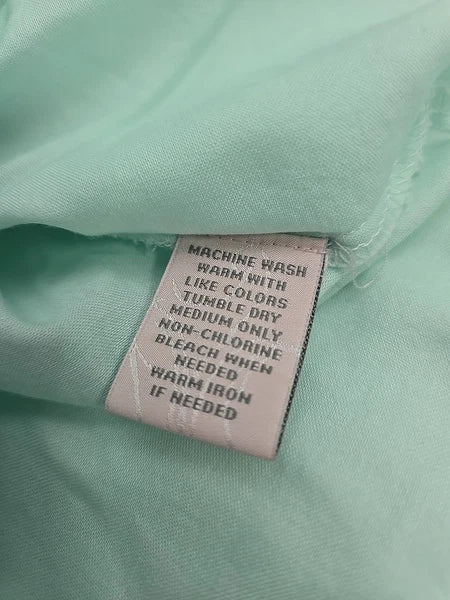 MACHINE WASH
WARM WITH
LIKE COLORS
TUMBLE DRY
MEDIUM ONLY
NON-CHLORINE
BLEACH WHEN
NEEDED
WARM IRON
IF NEEDED